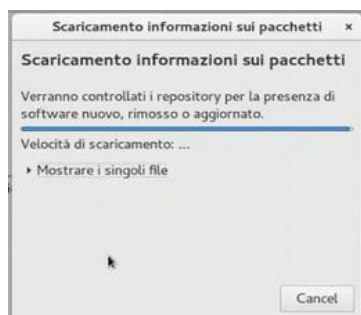 Scaricamento informazioni sui pacchetti ×
Scaricamento informazioni sui pacchetti
Verranno controllati i repository per la presenza di
software nuovo, rimosso o aggiornato.
Velocità di scaricamento: ...
Mostrare i singoli file
Cancel